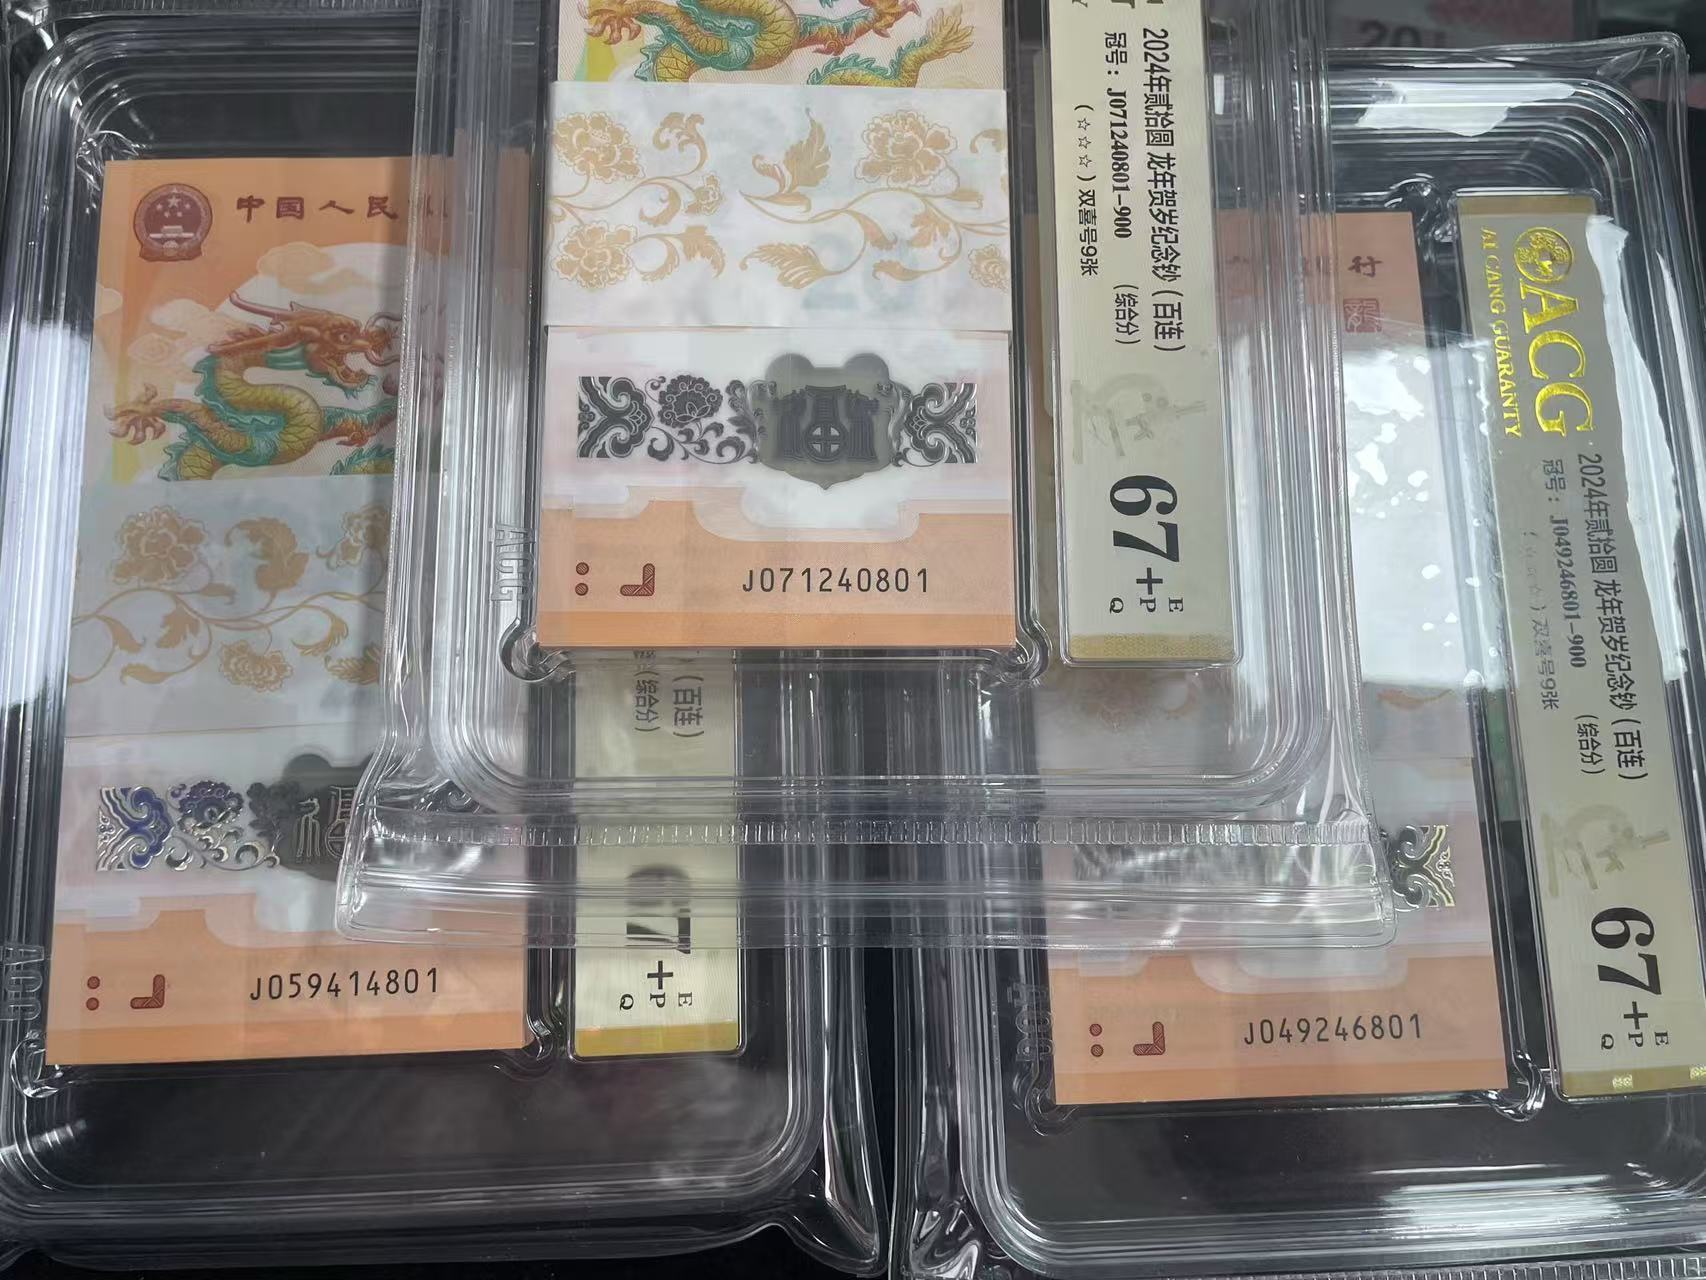 中国人民
J059414801
(百连)
(综合分)
67+
E
P
Q
ACG
2024年贰拾圆 龙年贺岁纪念钞(百连)
冠号:J071240801-900
(综合分)
(☆☆☆)双喜号9张
67+
E
P
Q
J071240801
ACG
行
ACG
AI CANG GUARANTY
2024年贰拾圆 龙年贺岁纪念钞(百连)
冠号:J049246801-900
(综合分)
双喜号9张
67+
E
P
Q
J049246801